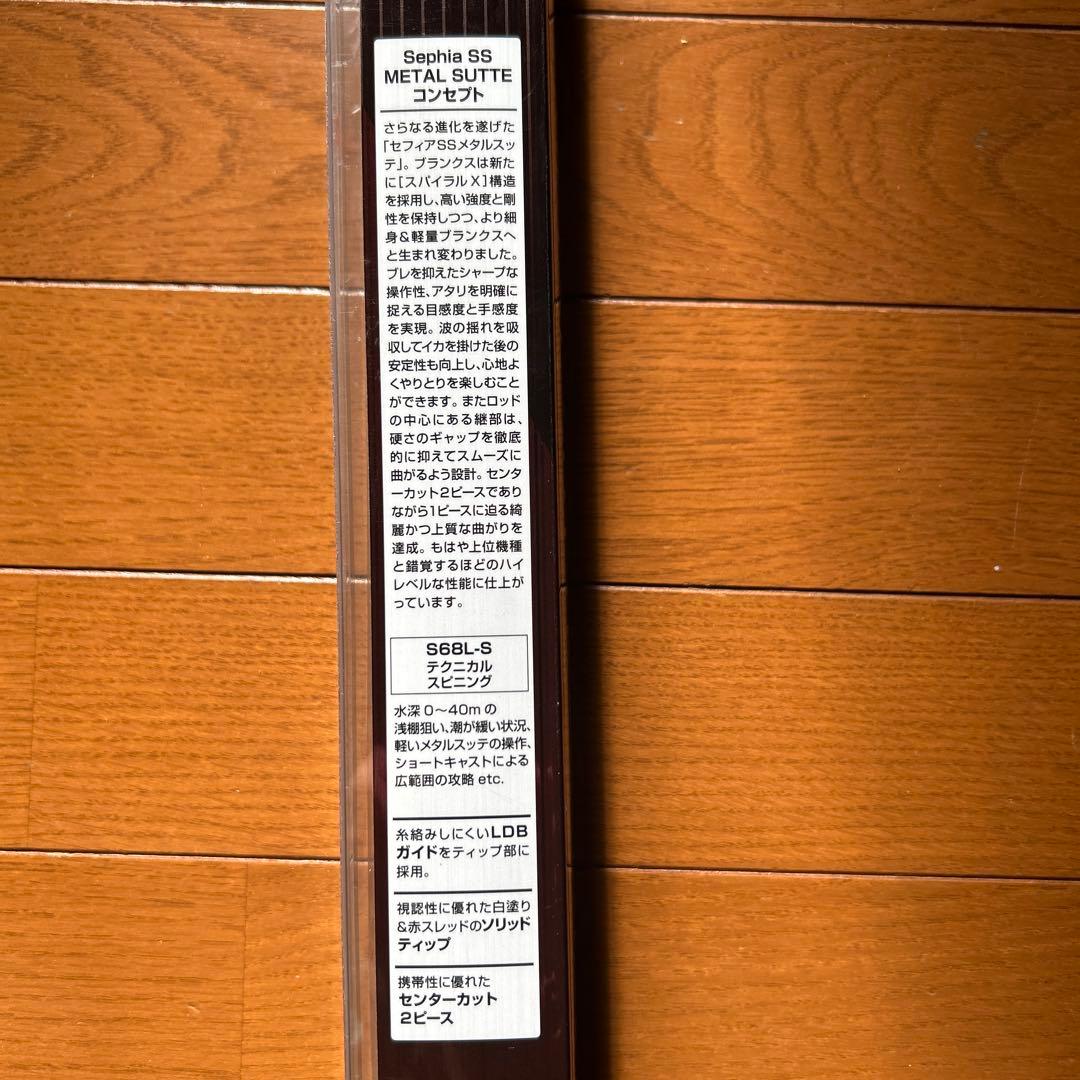 Sephia SS
METAL SUTTE
コンセプト
さらなる進化を遂げた
「セフィアSSメタルスッ
テ」。ブランクスは新た
に[スパイラルX]構造
を採用し、高い強度と剛
性を保持しつつ、より細
身&軽量ブランクスへ
と生まれ変わりました。
ブレを抑えたシャープな
操作性、アタリを明確に
捉える目感度と手感度
を実現。波の揺れを吸
収してイカを掛けた後の
安定性も向上し、心地よ
くやりとりを楽しむこと
ができます。またロッド
の中心にある継部は、
硬さのギャップを徹底
的に抑えてスムーズに
曲がるよう設計。センタ
ーカット2ピースであり
ながら1ピースに迫る綺
麗かつ上質な曲がりを
達成。もはや上位機種
と錯覚するほどのハイ
レベルな性能に仕上が
っています。
S68L-S
テクニカル
スピニング
水深0〜40mの
浅棚狙い、潮が緩い状況、
軽いメタルスッテの操作、
ショートキャストによる
広範囲の攻略 etc.
糸絡みしにくいLDB
ガイドをティップ部に
採用。
視認性に優れた白塗り
&赤スレッドのソリッド
ティップ
携帯性に優れた
センターカット
2ピース